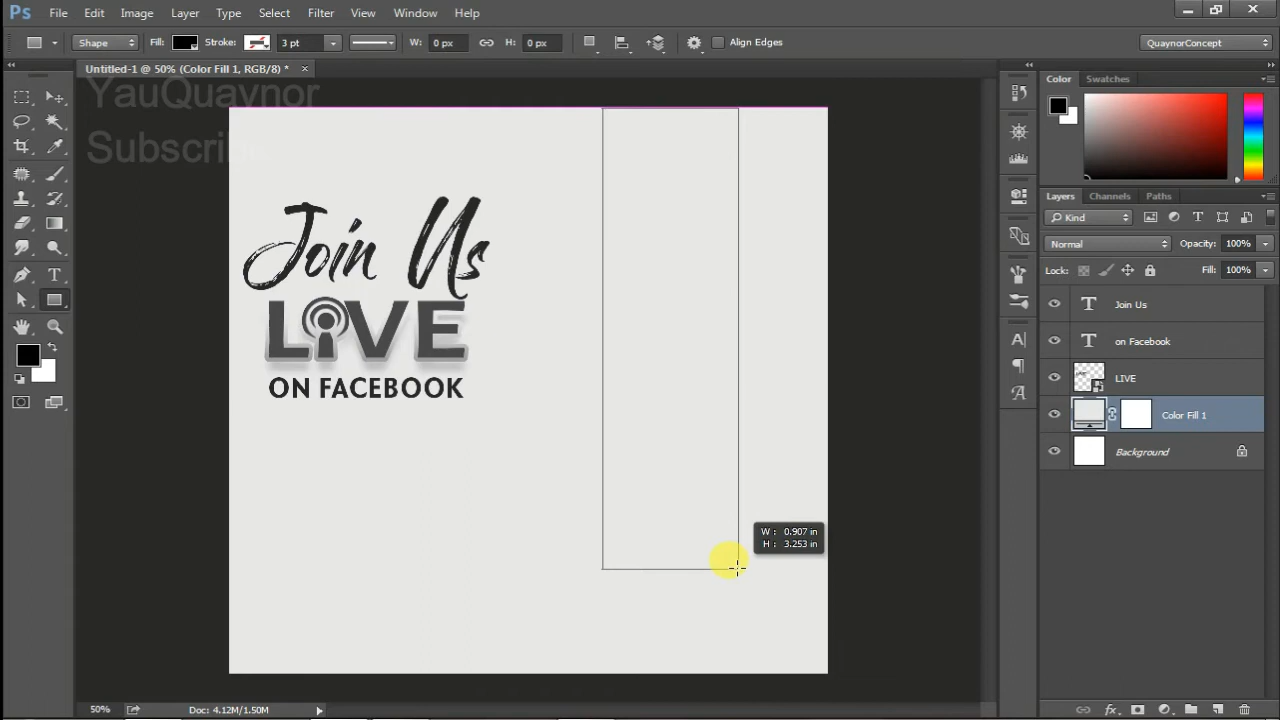 Ps File Edit Image Layer Type Select Filter View Window Help
Shape Fill: Stroke: 3 pt W: 0 px H: 0 px Align Edges QuaynorConcept
Untitled-1 @ 50% (Color Fill 1, RGB/8) * ×
YauQuaynor
Subscribe
Join Us
LIVE
ON FACEBOOK
W : 0.907 in
H : 3.253 in
Color Swatches
Layers Channels Paths
Kind
Normal Opacity: 100%
Lock: Fill: 100%
Join Us
on Facebook
LIVE
Color Fill 1
Background
50% Doc: 4.12M/1.50M